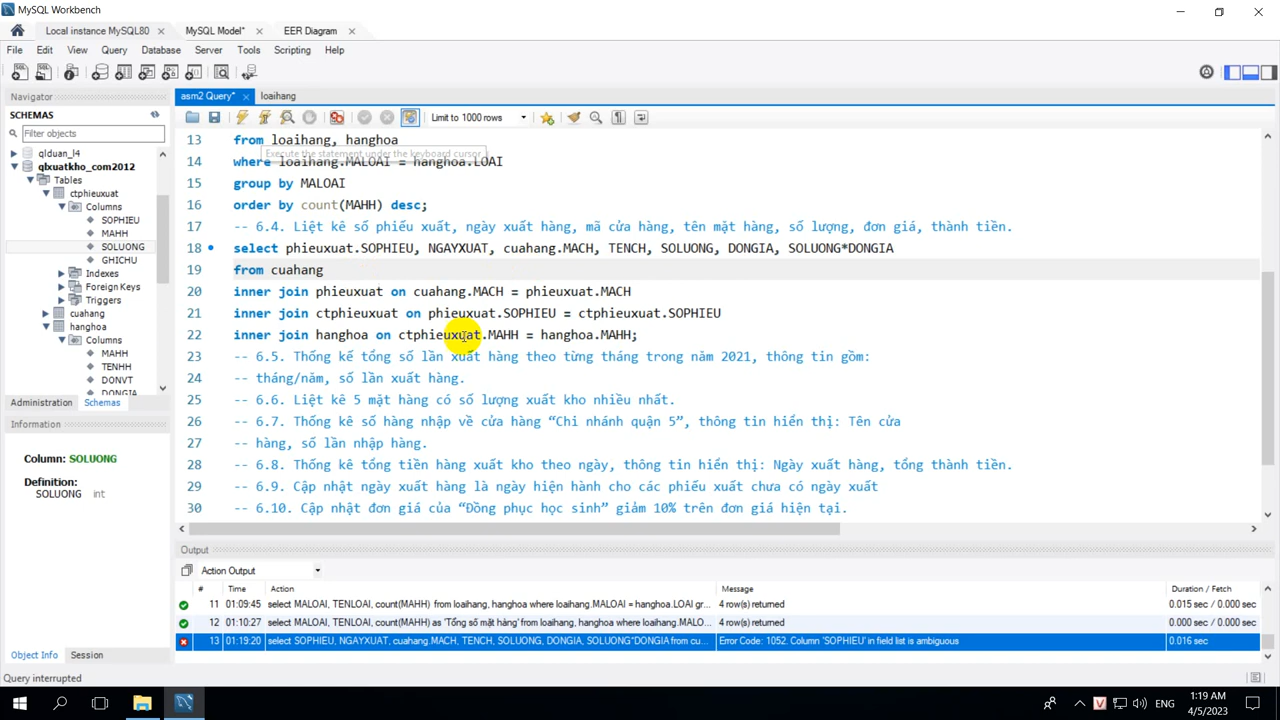 MySQL Workbench
Local instance MySQL80
MySQL Model*
EER Diagram
File Edit View Query Database Server Tools Scripting Help
Navigator
SCHEMAS
Filter objects
qlduan_l4
qlxuatkho_com2012
Tables
ctphieuxuat
Columns
SOPHIEU
MAHH
SOLUONG
GHICHU
Indexes
Foreign Keys
Triggers
cuahang
hanghoa
Columns
MAHH
TENHH
DONVT
DONGIA
Administration Schemas
Information
Column: SOLUONG
Definition:
SOLUONG int
Object Info Session
Query interrupted
asm2 Query*
loaihang
Limit to 1000 rows
13 from loaihang, hanghoa
Execute the statement under the keyboard cursor
14 where loaihang.MALOAI = hanghoa.LOAI
15 group by MALOAI
16 order by count(MAHH) desc;
17 -- 6.4. Liệt kê số phiếu xuất, ngày xuất hàng, mã cửa hàng, tên mặt hàng, số lượng, đơn giá, thành tiền.
18 select phieuxuat.SOPHIEU, NGAYXUAT, cuahang.MACH, TENCH, SOLUONG, DONGIA, SOLUONG*DONGIA
19 from cuahang
20 inner join phieuxuat on cuahang.MACH = phieuxuat.MACH
21 inner join ctphieuxuat on phieuxuat.SOPHIEU = ctphieuxuat.SOPHIEU
22 inner join hanghoa on ctphieuxuat.MAHH = hanghoa.MAHH;
23 -- 6.5. Thống kế tổng số lần xuất hàng theo từng tháng trong năm 2021, thông tin gồm:
24 -- tháng/năm, số lần xuất hàng.
25 -- 6.6. Liệt kê 5 mặt hàng có số lượng xuất kho nhiều nhất.
26 -- 6.7. Thống kê số hàng nhập về cửa hàng “Chi nhánh quận 5”, thông tin hiển thị: Tên cửa
27 -- hàng, số lần nhập hàng.
28 -- 6.8. Thống kê tổng tiền hàng xuất kho theo ngày, thông tin hiển thị: Ngày xuất hàng, tổng thành tiền.
29 -- 6.9. Cập nhật ngày xuất hàng là ngày hiện hành cho các phiếu xuất chưa có ngày xuất
30 -- 6.10. Cập nhật đơn giá của “Đồng phục học sinh” giảm 10% trên đơn giá hiện tại.
Output
Action Output
# Time Action Message Duration / Fetch
11 01:09:45 select MALOAI, TENLOAI, count(MAHH) from loaihang, hanghoa where loaihang.MALOAI = hanghoa.LOAI gr... 4 row(s) returned 0.015 sec / 0.000 sec
12 01:10:27 select MALOAI, TENLOAI, count(MAHH) as 'Tổng số mặt hàng' from loaihang, hanghoa where loaihang.MALO... 4 row(s) returned 0.000 sec / 0.000 sec
13 01:19:20 select SOPHIEU, NGAYXUAT, cuahang.MACH, TENCH, SOLUONG, DONGIA, SOLUONG*DONGIA from cu... Error Code: 1052. Column 'SOPHIEU' in field list is ambiguous 0.016 sec
ENG
1:19 AM
4/5/2023